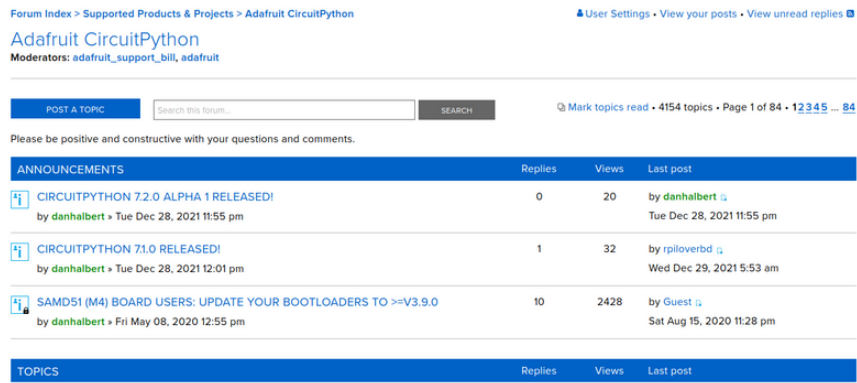 Forum Index > Supported Products & Projects > Adafruit CircuitPython User Settings • View your posts • View unread replies
Adafruit CircuitPython
Moderators: adafruit_support_bill, adafruit
POST A TOPIC Search this forum... SEARCH Mark topics read • 4154 topics • Page 1 of 84 • 1 2 3 4 5 ... 84
Please be positive and constructive with your questions and comments.
ANNOUNCEMENTS Replies Views Last post
CIRCUITPYTHON 7.2.0 ALPHA 1 RELEASED! 0 20 by danhalbert
by danhalbert » Tue Dec 28, 2021 11:55 pm Tue Dec 28, 2021 11:55 pm
CIRCUITPYTHON 7.1.0 RELEASED! 1 32 by rpiloverbd
by danhalbert » Tue Dec 28, 2021 12:01 pm Wed Dec 29, 2021 5:53 am
SAMD51 (M4) BOARD USERS: UPDATE YOUR BOOTLOADERS TO >=V3.9.0 10 2428 by Guest
by danhalbert » Fri May 08, 2020 12:55 pm Sat Aug 15, 2020 11:28 pm
TOPICS Replies Views Last post